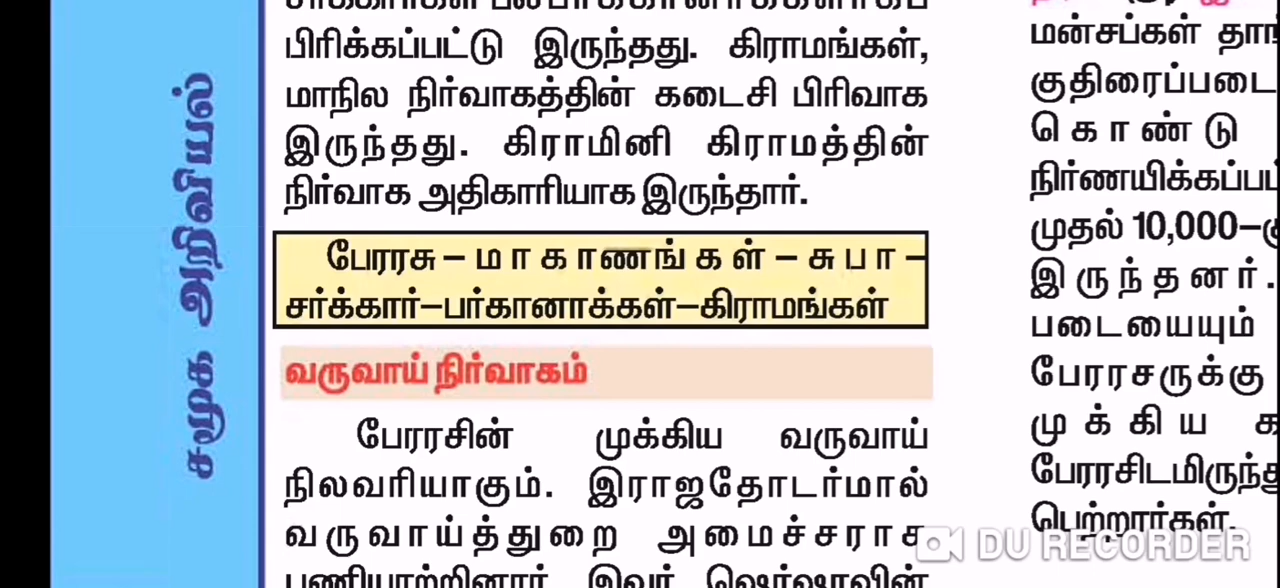 சமூக அறிவியல்
பிரிக்கப்பட்டு இருந்தது. கிராமங்கள்,
மாநில நிர்வாகத்தின் கடைசி பிரிவாக
இருந்தது. கிராமினி கிராமத்தின்
நிர்வாக அதிகாரியாக இருந்தார்.
பேரரசு – மாகாணங்கள் – சுபா –
சர்க்கார்–பர்கானாக்கள்–கிராமங்கள்
வருவாய் நிர்வாகம்
பேரரசின் முக்கிய வருவாய்
நிலவரியாகும். இராஜதோடர்மால்
வருவாய்த்துறை அமைச்சராக
பணியாற்றினார். இவர் ஷெர்ஷாவின்
மன்சப்கள்
குதிரைப்படை
கொண்டு
முதல் 10,000–
இருந்தனர்.
படையையும்
பேரரசருக்கு
முக்கிய
பேரரசிடமிருந்து
பெற்றார்கள்.
DU RECORDER